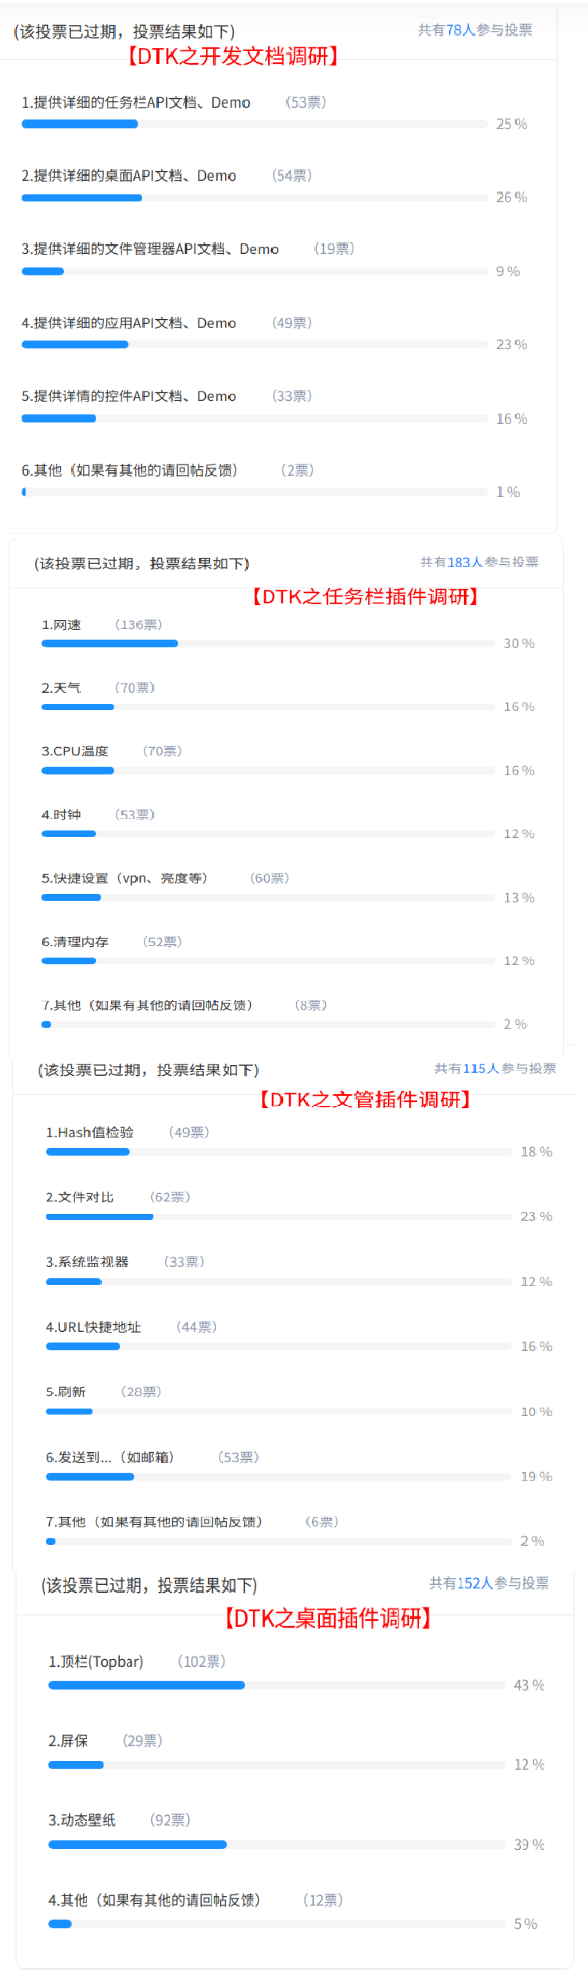 (该投票已过期，投票结果如下)
共有78人参与投票
【DTK之开发文档调研】
1.提供详细的任务栏API文档、Demo （53票）
25 %
2.提供详细的桌面API文档、Demo （54票）
26 %
3.提供详细的文件管理器API文档、Demo （19票）
9 %
4.提供详细的应用API文档、Demo （49票）
23 %
5.提供详情的控件API文档、Demo （33票）
16 %
6.其他（如果有其他的请回帖反馈） （2票）
1 %
(该投票已过期，投票结果如下)
共有183人参与投票
【DTK之任务栏插件调研】
1.网速 （136票）
30 %
2.天气 （70票）
16 %
3.CPU温度 （70票）
16 %
4.时钟 （53票）
12 %
5.快捷设置（vpn、亮度等） （60票）
13 %
6.清理内存 （52票）
12 %
7.其他（如果有其他的请回帖反馈） （8票）
2 %
(该投票已过期，投票结果如下)
共有115人参与投票
【DTK之文管插件调研】
1.Hash值检验 （49票）
18 %
2.文件对比 （62票）
23 %
3.系统监视器 （33票）
12 %
4.URL快捷地址 （44票）
16 %
5.刷新 （28票）
10 %
6.发送到...（如邮箱） （53票）
19 %
7.其他（如果有其他的请回帖反馈） （6票）
2 %
(该投票已过期，投票结果如下)
共有152人参与投票
【DTK之桌面插件调研】
1.顶栏(Topbar) （102票）
43 %
2.屏保 （29票）
12 %
3.动态壁纸 （92票）
39 %
4.其他（如果有其他的请回帖反馈） （12票）
5 %